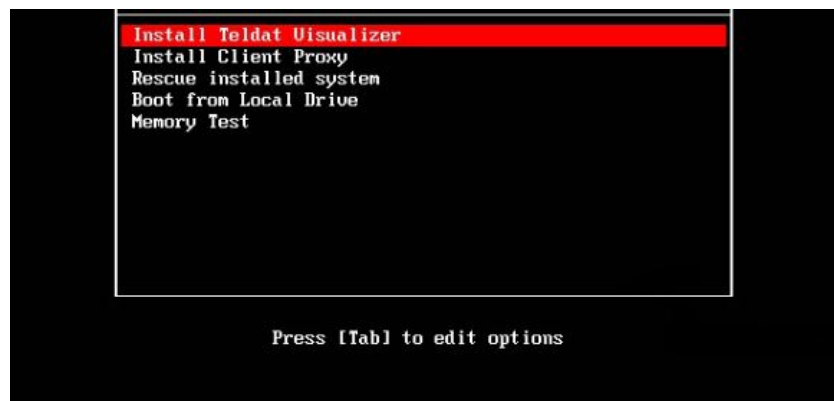 Install Teldat Visualizer
Install Client Proxy
Rescue installed system
Boot from Local Drive
Memory Test
Press [Tab] to edit options